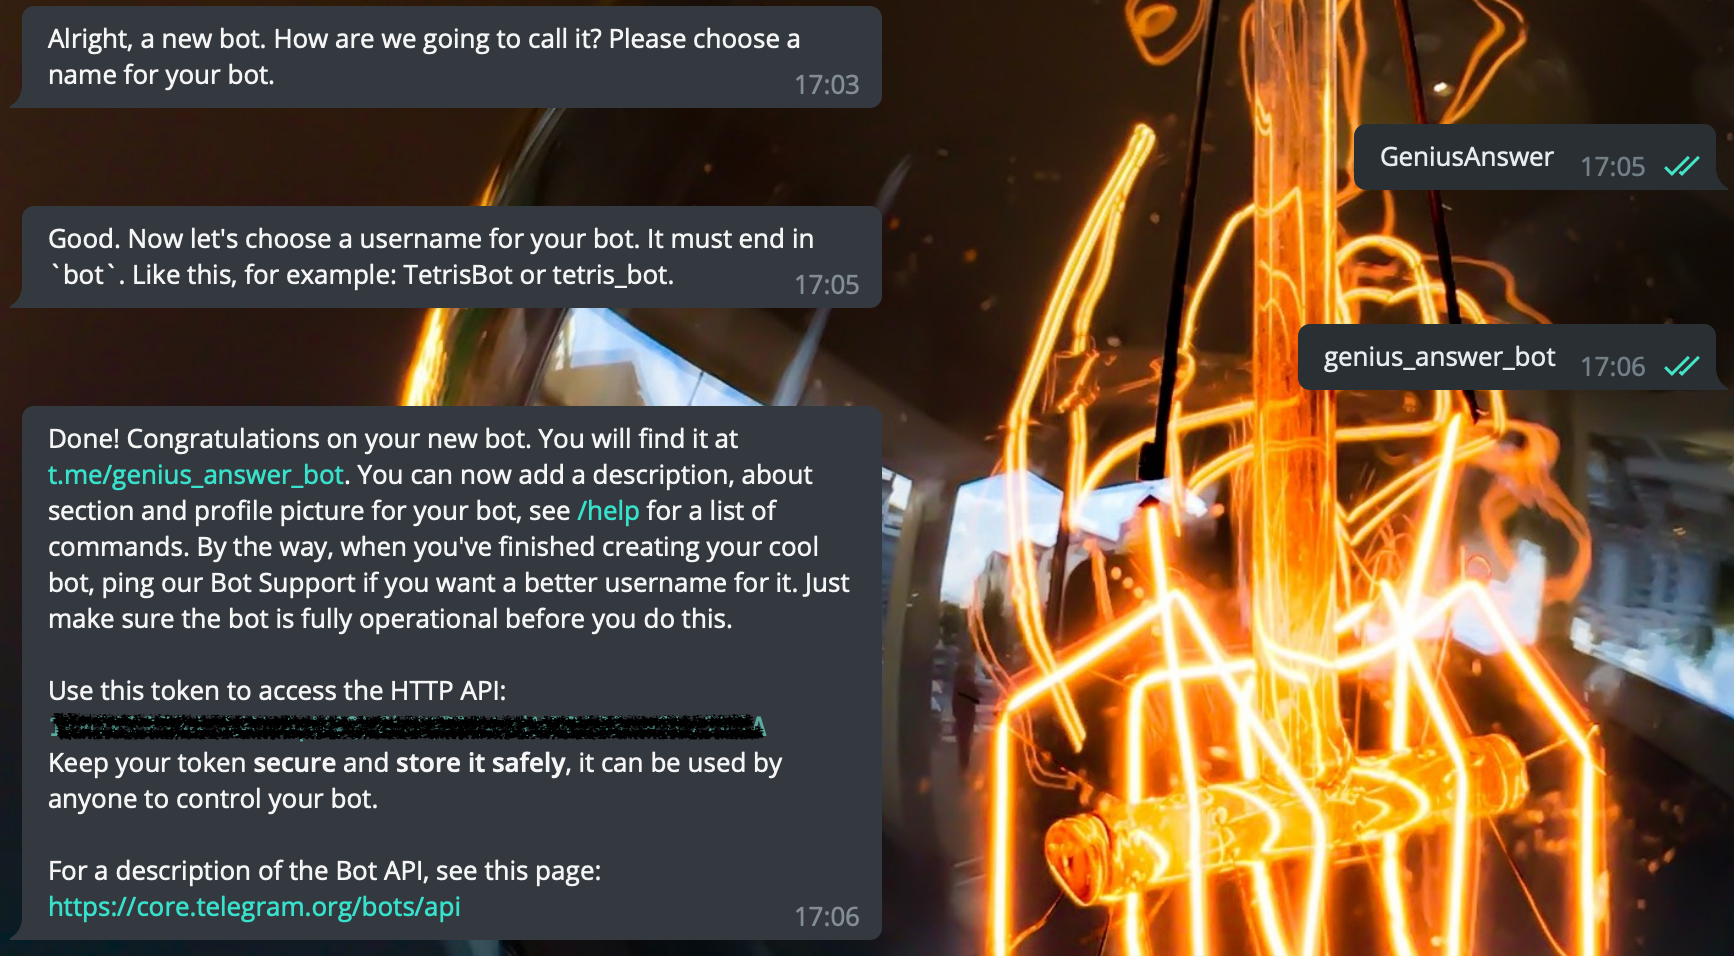 Alright, a new bot. How are we going to call it? Please choose a
name for your bot.
17:03
GeniusAnswer
17:05
Good. Now let's choose a username for your bot. It must end in
`bot`. Like this, for example: TetrisBot or tetris_bot.
17:05
genius_answer_bot
17:06
Done! Congratulations on your new bot. You will find it at
t.me/genius_answer_bot. You can now add a description, about
section and profile picture for your bot, see /help for a list of
commands. By the way, when you've finished creating your cool
bot, ping our Bot Support if you want a better username for it. Just
make sure the bot is fully operational before you do this.
Use this token to access the HTTP API:
Keep your token secure and store it safely, it can be used by
anyone to control your bot.
For a description of the Bot API, see this page:
https://core.telegram.org/bots/api
17:06